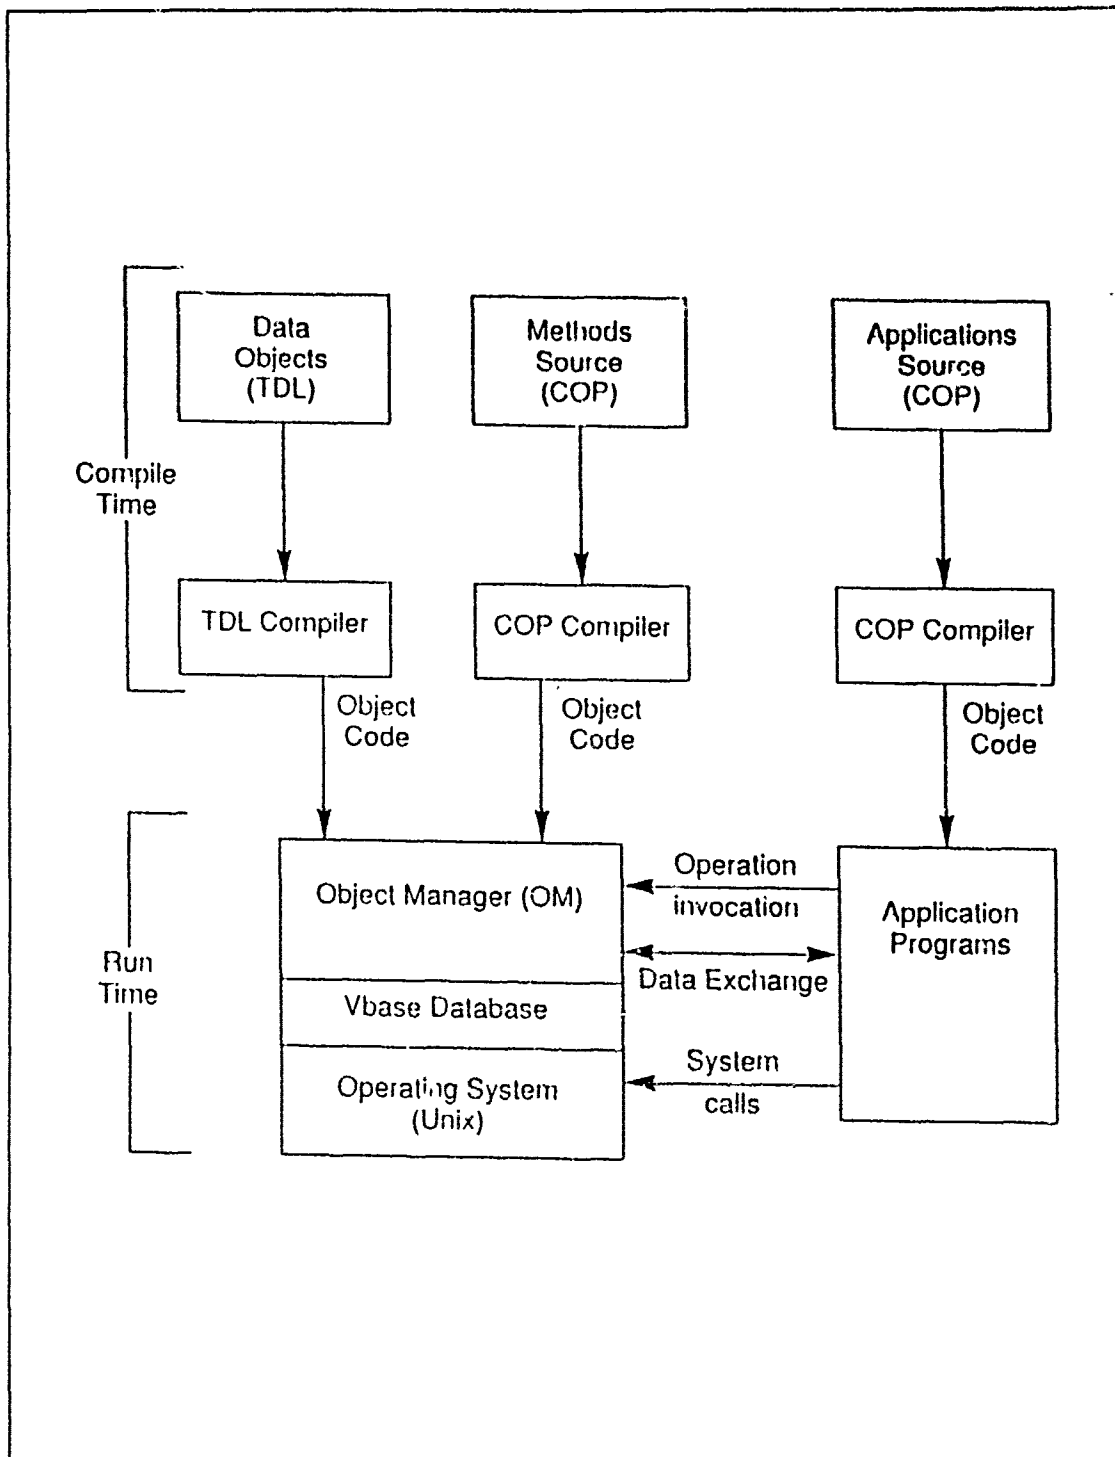 Data
Objects
(TDL)
Methods
Source
(COP)
Applications
Source
(COP)
Compile
Time
TDL Compiler
COP Compiler
COP Compiler
Object
Code
Object
Code
Object
Code
Run
Time
Object Manager (OM)
Vbase Database
Operating System
(Unix)
Operation
invocation
Data Exchange
System
calls
Application
Programs